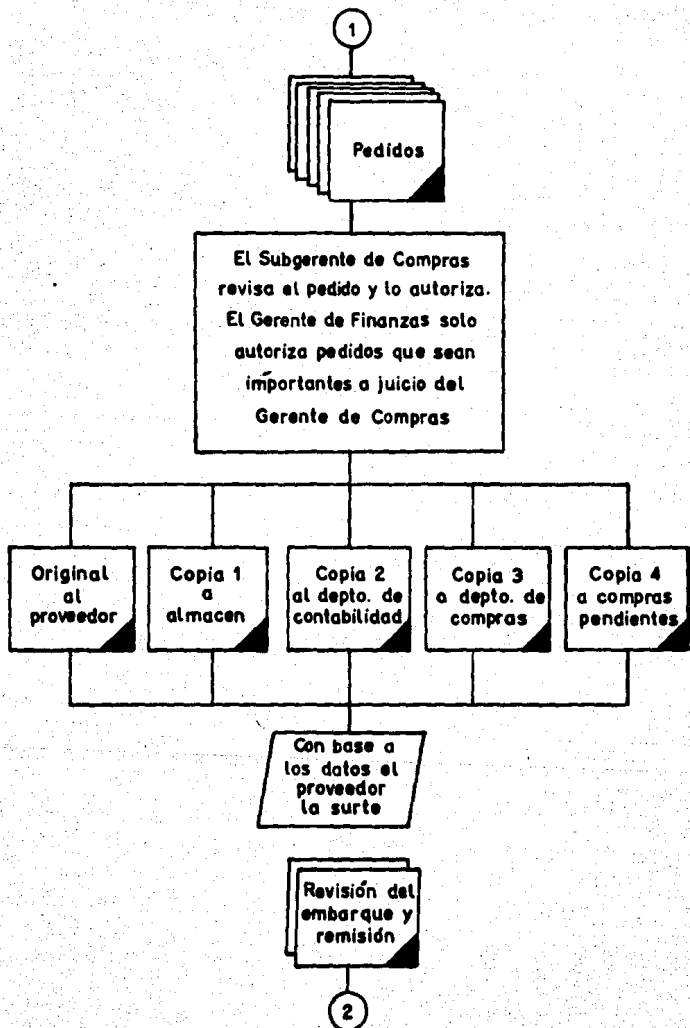 1
Pedidos
El Subgerente de Compras
revisa el pedido y lo autoriza.
El Gerente de Finanzas solo
autoriza pedidos que sean
importantes a juicio del
Gerente de Compras
Original
al
proveedor
Copia 1
a
almacen
Copia 2
al depto. de
contabilidad
Copia 3
a depto. de
compras
Copia 4
a compras
pendientes
Con base a
los datos el
proveedor
la surte
Revisión del
embarque y
remisión
2